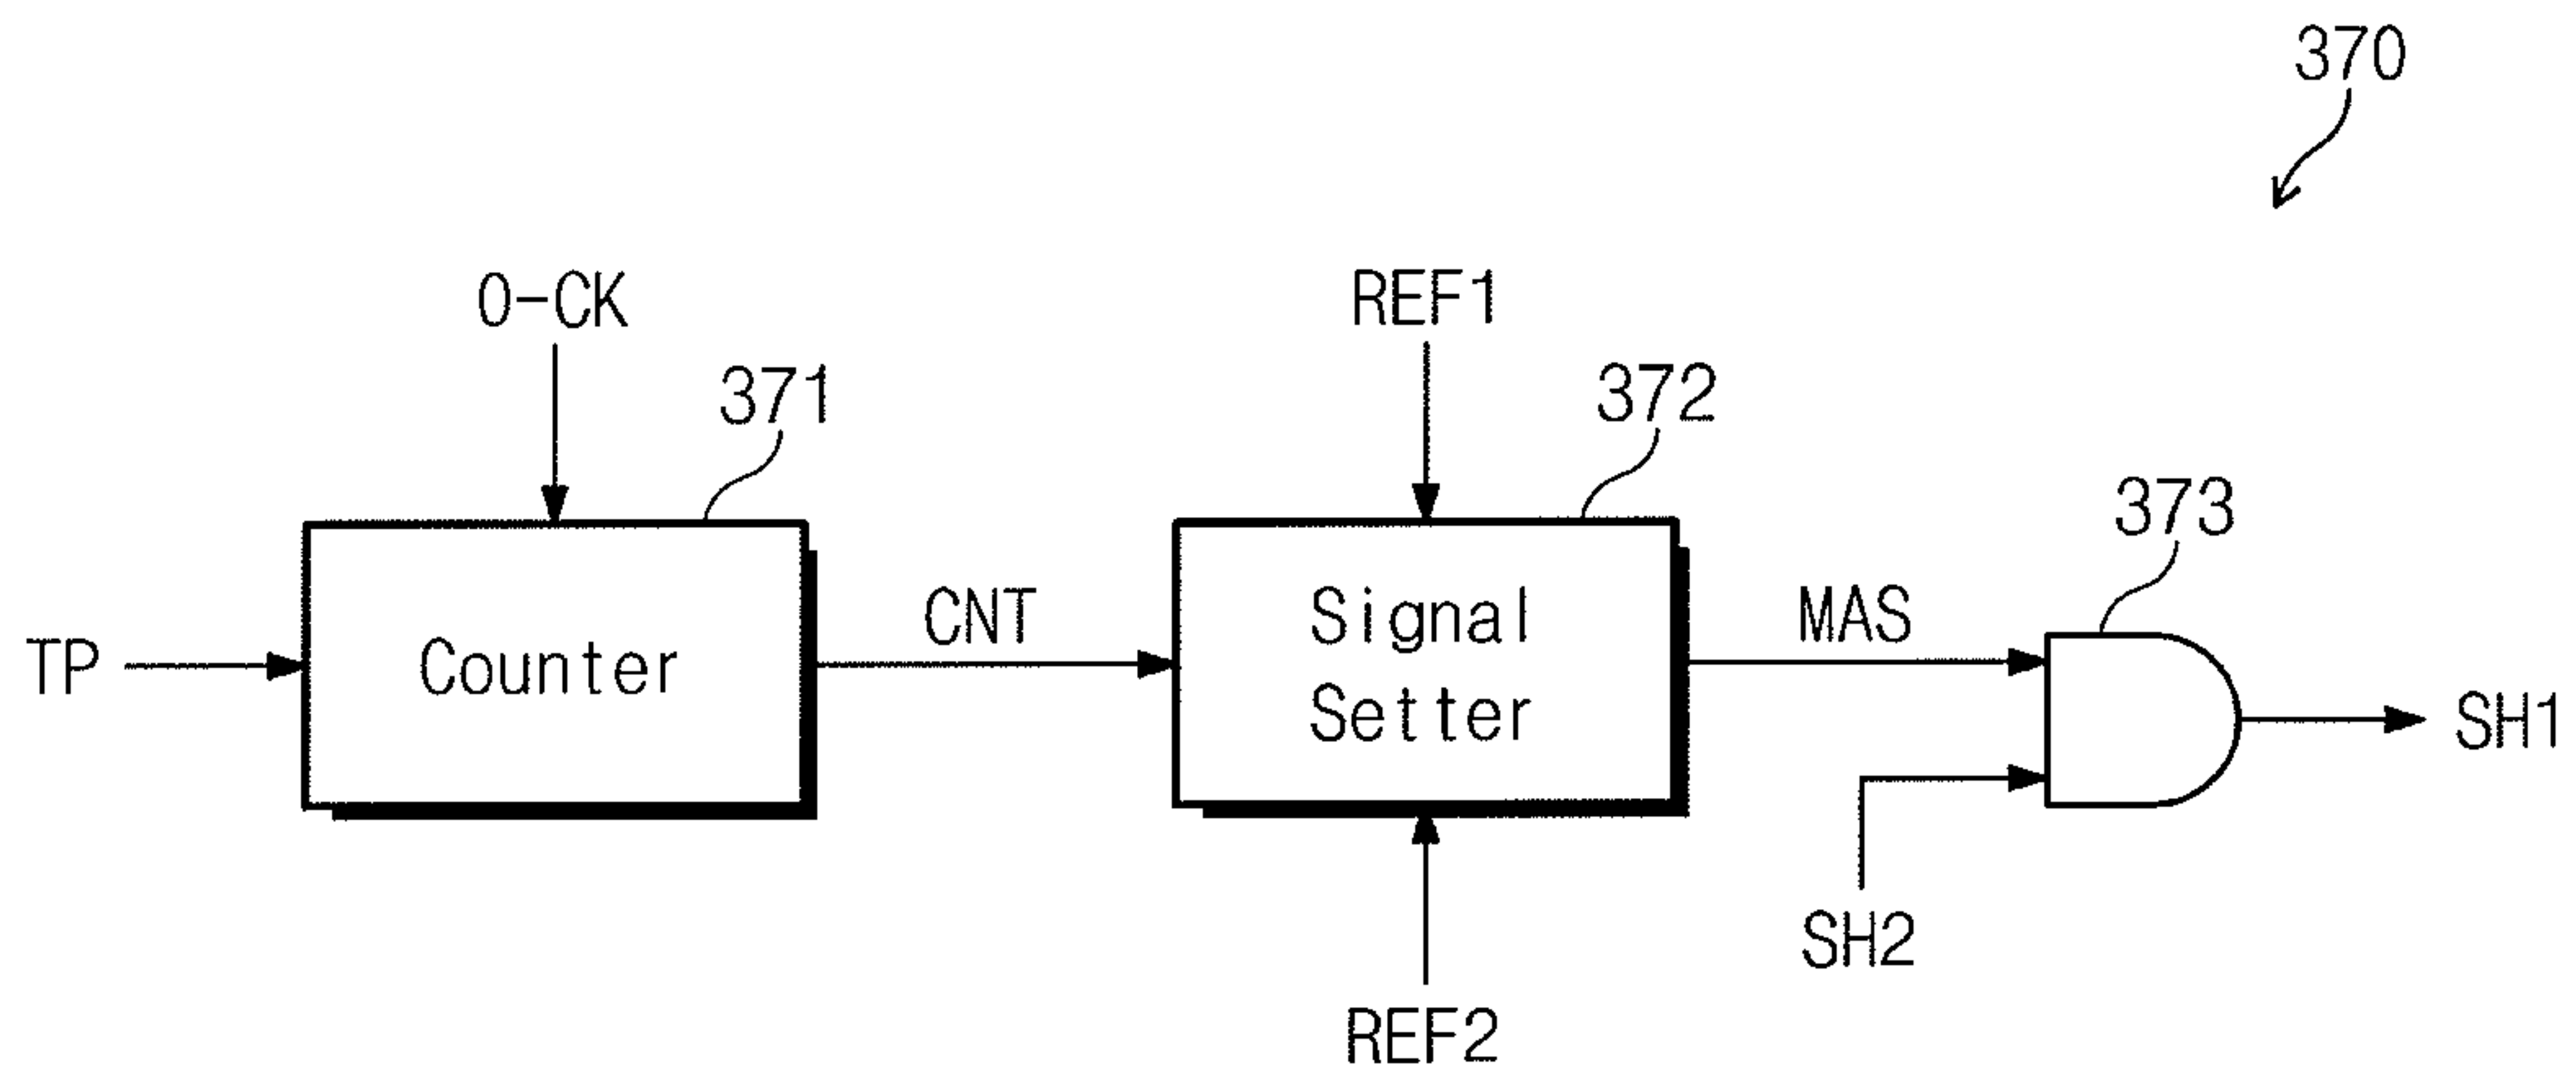 370
O-CK
REF1
371
372
373
TP
Counter
CNT
Signal
Setter
MAS
SH1
SH2
REF2